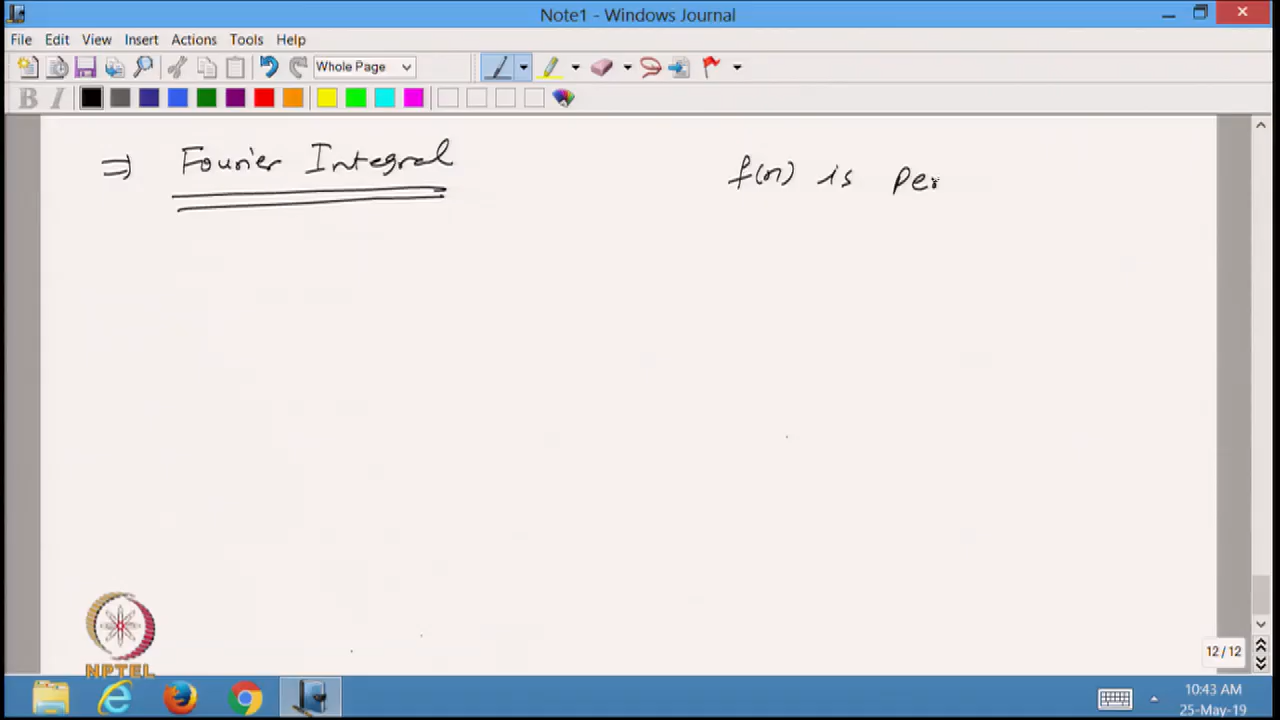 Note1 - Windows Journal
File Edit View Insert Actions Tools Help
Whole Page
B I
⇒ Fourier Integral
f(n) is per
NPTEL
12 / 12
10:43 AM
25-May-19